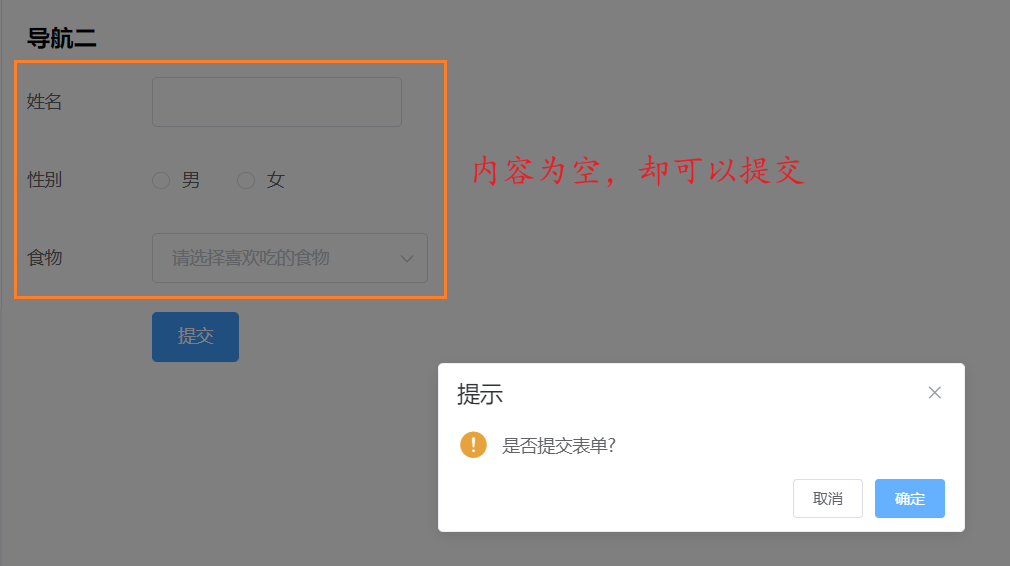 导航二
姓名
内容为空，却可以提交
性别 男 女
食物 请选择喜欢吃的食物
提交
提示
是否提交表单?
取消 确定